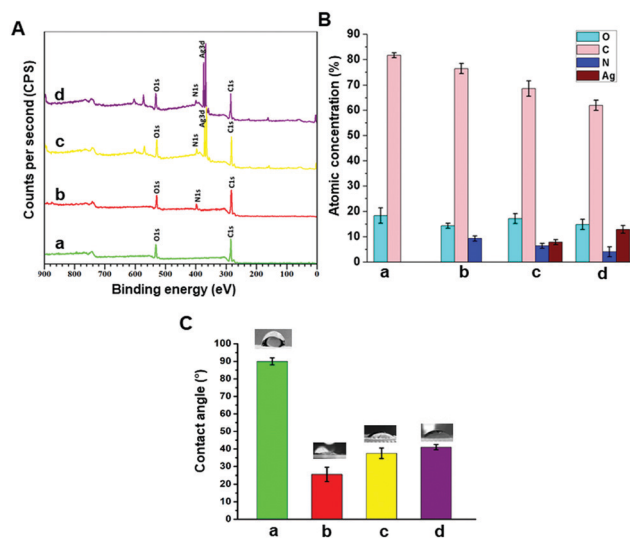 A
Counts per second (CPS)
d
O1s
N1s
Ag3d
C1s
c
O1s
N1s
Ag3d
C1s
b
O1s
N1s
C1s
a
O1s
C1s
900 800 700 600 500 400 300 200 100 0
Binding energy (eV)
B
Atomic concentration (%)
90
80
70
60
50
40
30
20
10
0
O
C
N
Ag
a b c d
C
Contact angle (°)
100
90
80
70
60
50
40
30
20
10
0
a b c d